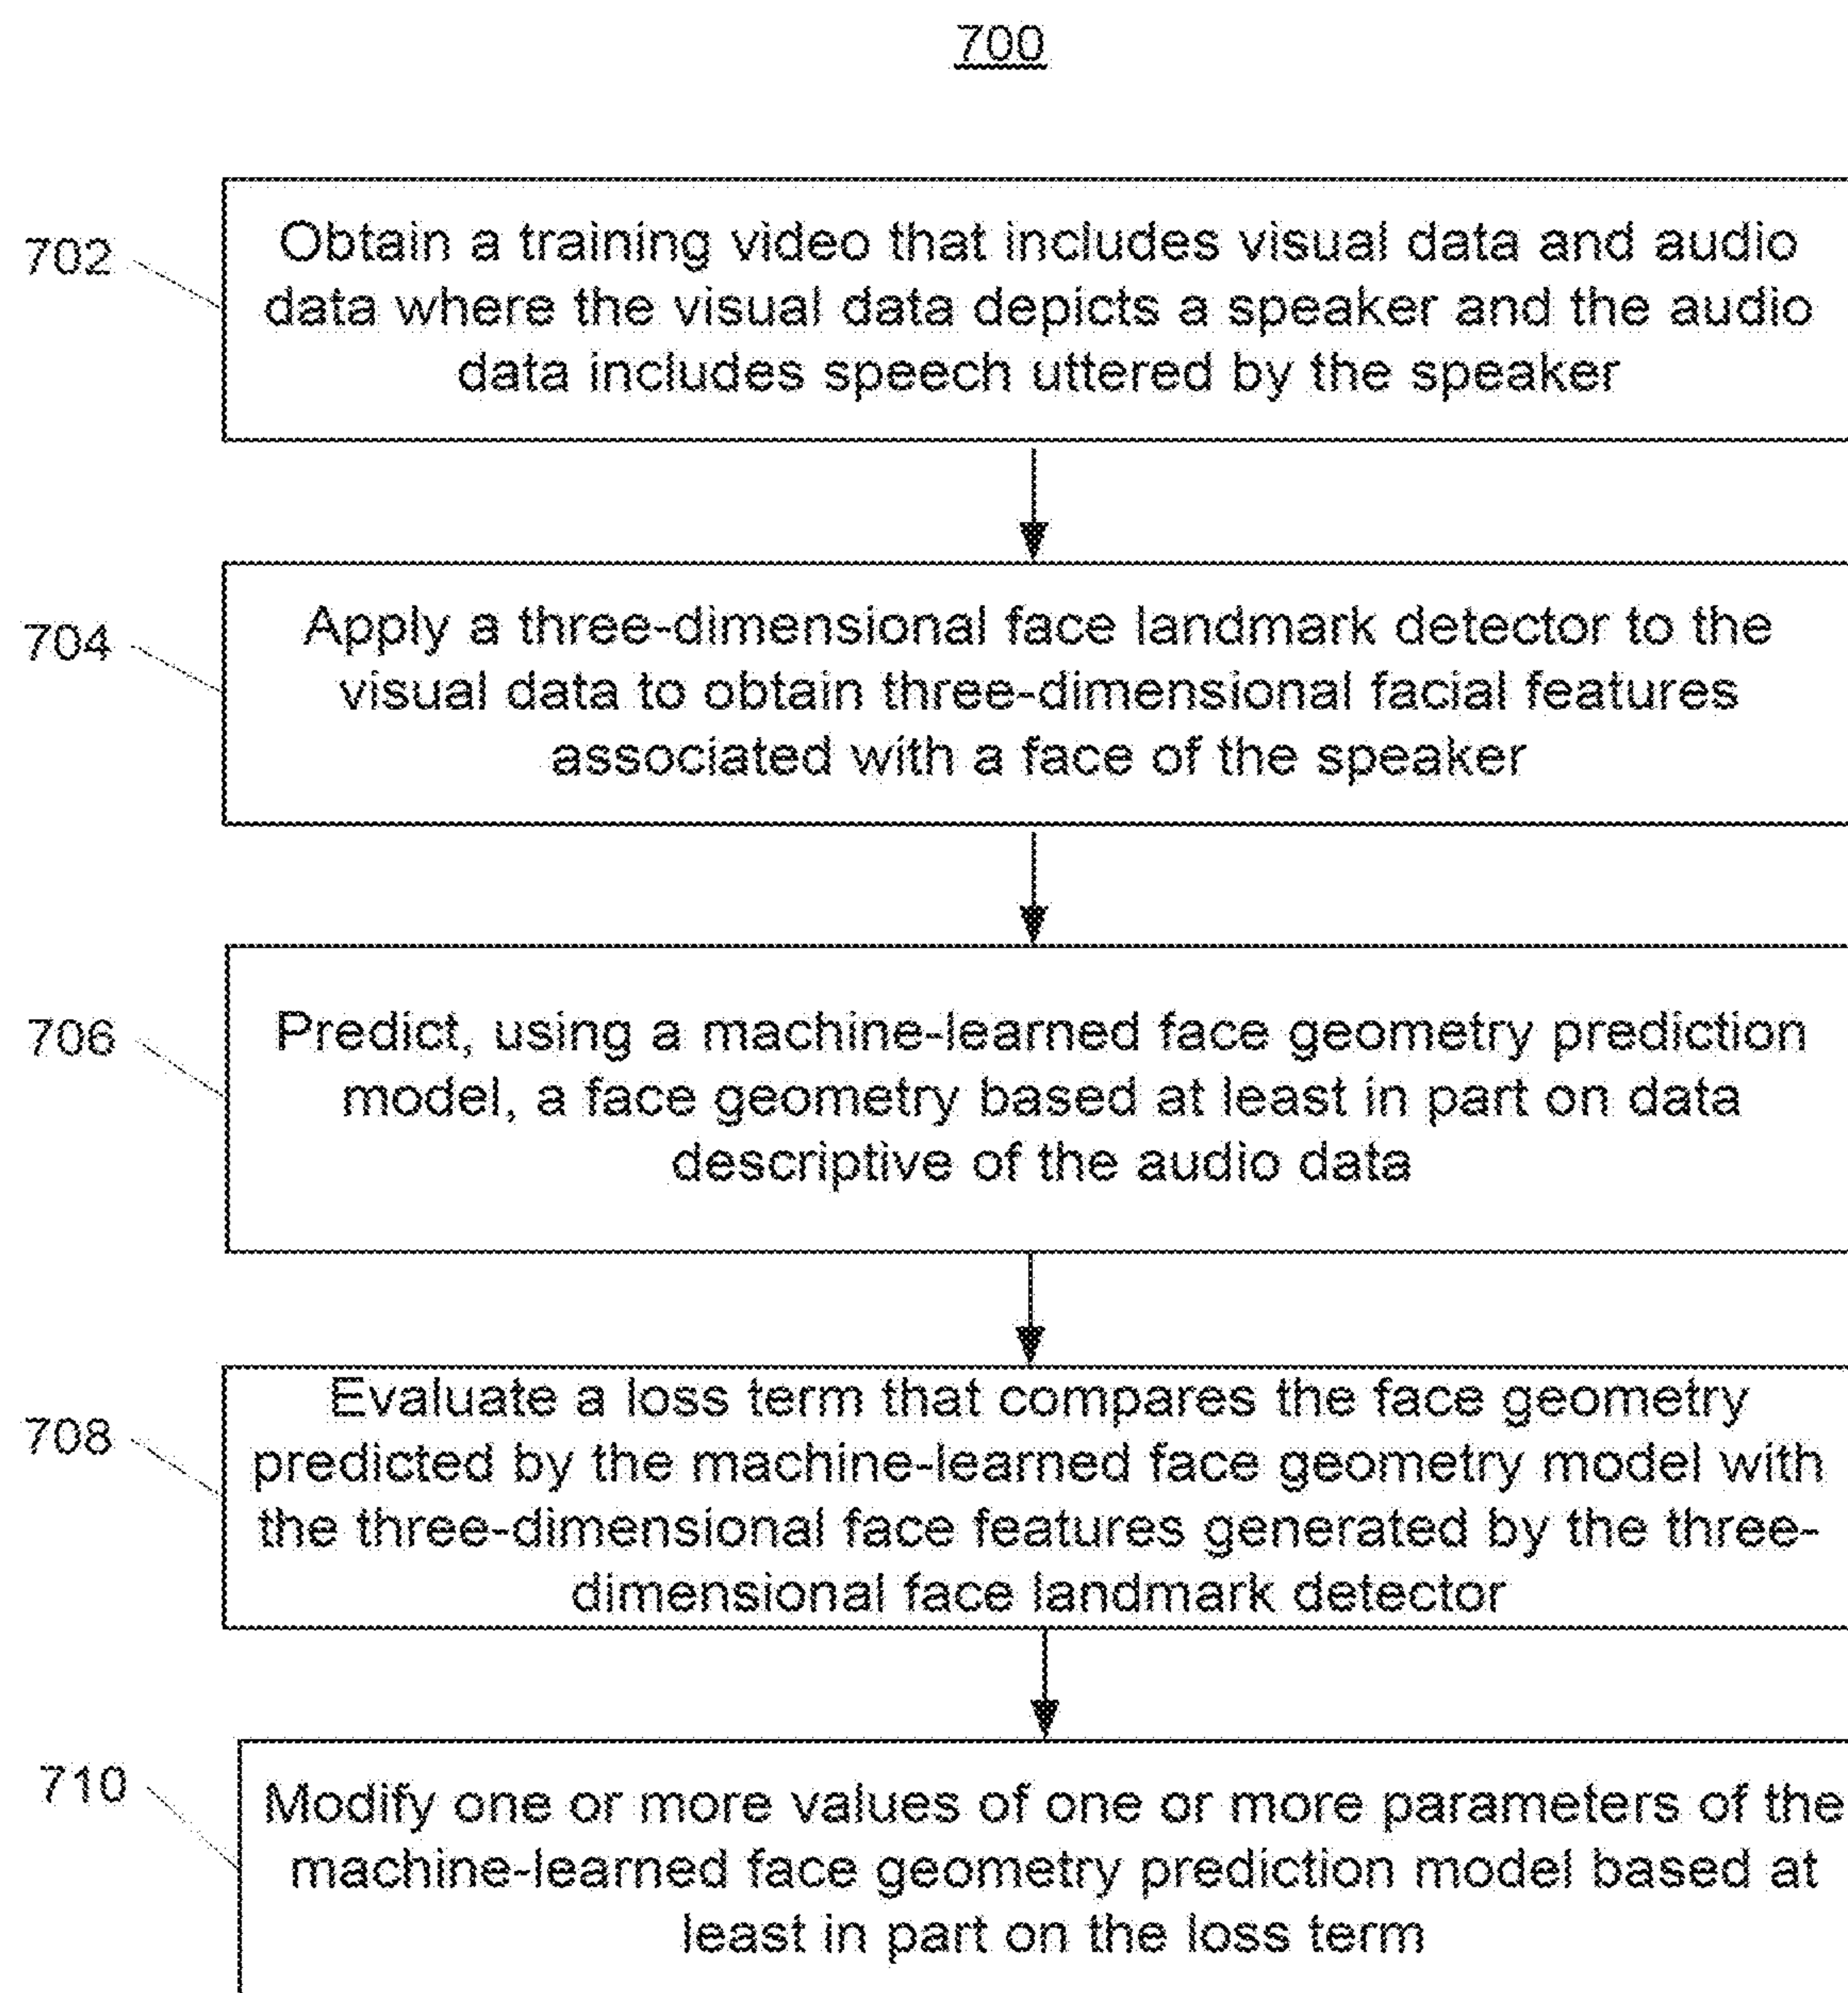 700
702
Obtain a training video that includes visual data and audio
data where the visual data depicts a speaker and the audio
data includes speech uttered by the speaker
704
Apply a three-dimensional face landmark detector to the
visual data to obtain three-dimensional facial features
associated with a face of the speaker
706
Predict, using a machine-learned face geometry prediction
model, a face geometry based at least in part on data
descriptive of the audio data
708
Evaluate a loss term that compares the face geometry
predicted by the machine-learned face geometry model with
the three-dimensional face features generated by the three-
dimensional face landmark detector
710
Modify one or more values of one or more parameters of the
machine-learned face geometry prediction model based at
least in part on the loss term